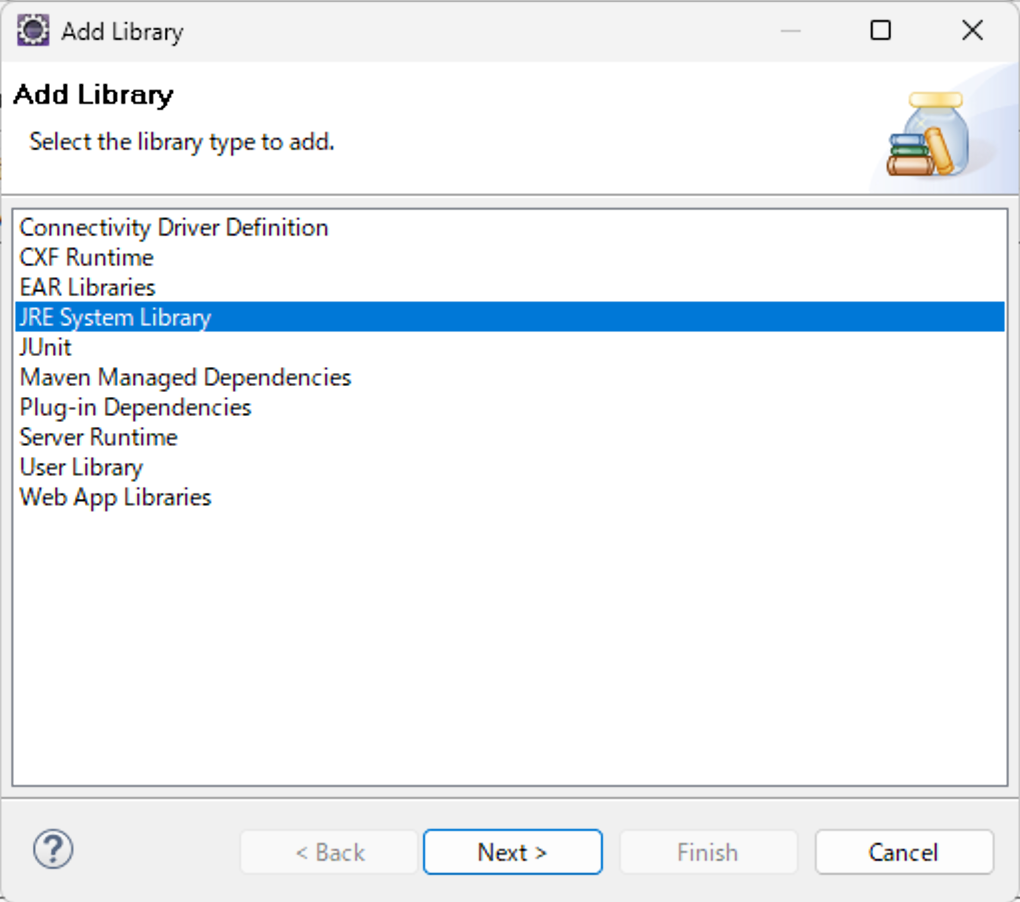 Add Library
Add Library
Select the library type to add.
Connectivity Driver Definition
CXF Runtime
EAR Libraries
JRE System Library
JUnit
Maven Managed Dependencies
Plug-in Dependencies
Server Runtime
User Library
Web App Libraries
? < Back Next > Finish Cancel